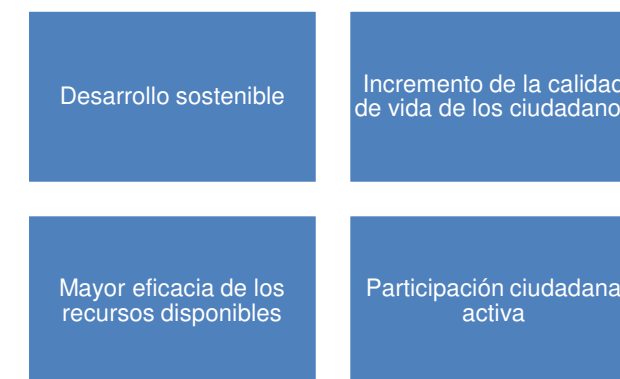 Desarrollo sostenible
Incremento de la calidad
de vida de los ciudadano
Mayor eficacia de los
recursos disponibles
Participación ciudadana
activa